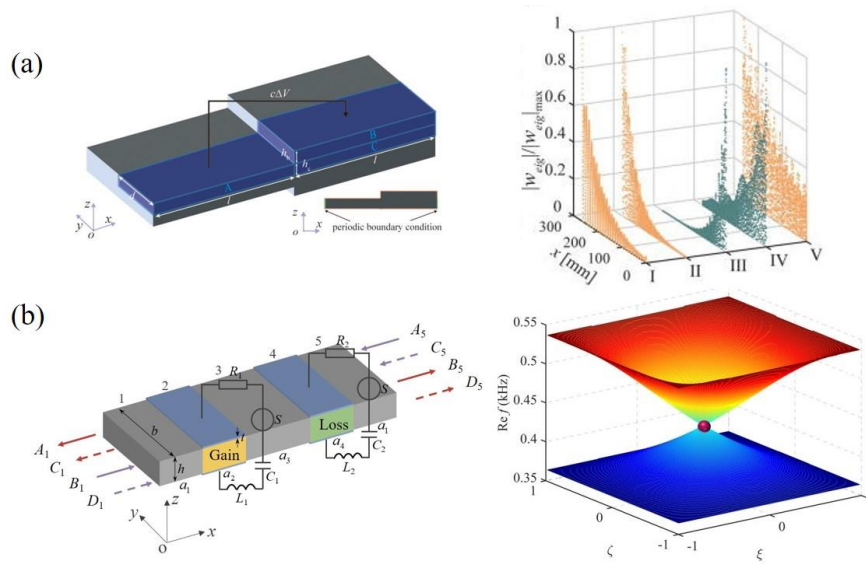 (a)
cΔV
B
C
A
h
h
l
l
z
y
x
o
z
o
x
periodic boundary condition
|w_eig|/|w_eig|max
1
0.8
0.6
0.4
0.2
0
300
200
100
0
x [mm]
I
II
III
IV
V
(b)
1
2
3
4
5
R₁
R₂
S
S
A₁
C₁
B₁
D₁
A₅
C₅
B₅
D₅
b
h
t
a₁
a₂
a₃
a₄
a₁
Gain
Loss
C₁
C₂
L₁
L₂
z
y
x
o
Re f (kHz)
0.55
0.5
0.45
0.4
0.35
1
0
-1
ζ
-1
0
1
ξ